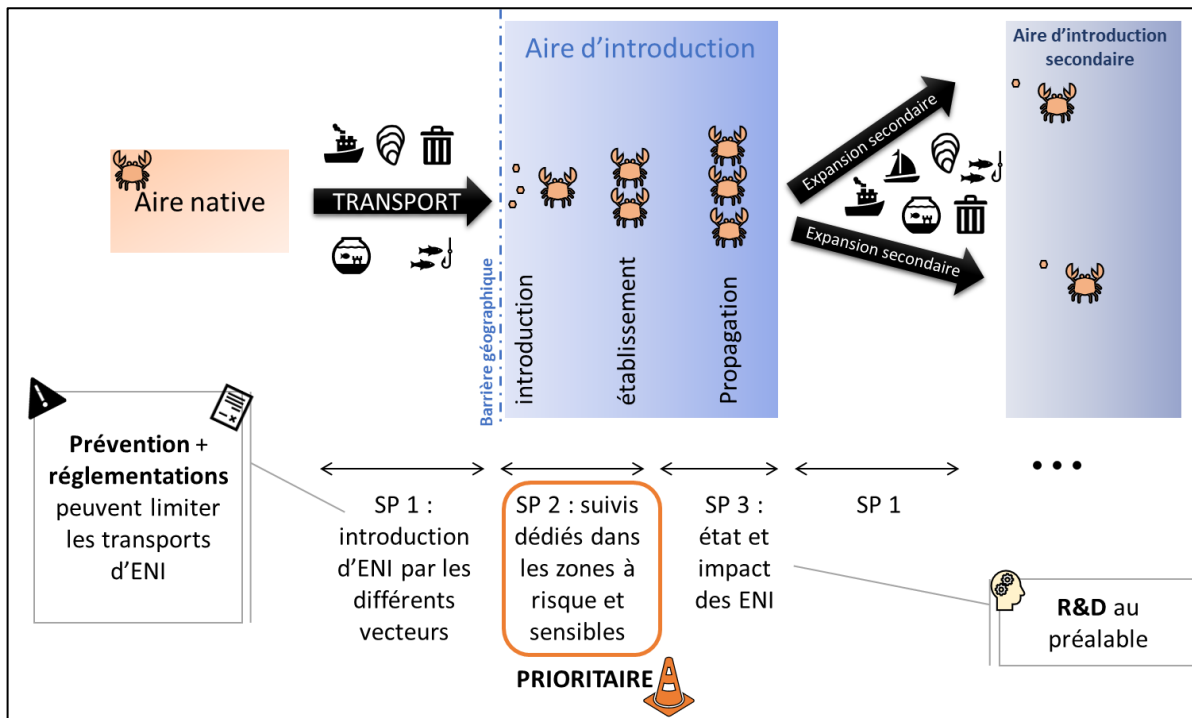 Aire d'introduction
Aire d'introduction
secondaire
Aire native
TRANSPORT
Barrière géographique
introduction
établissement
Propagation
Expansion secondaire
Expansion secondaire
Prévention +
réglementations
peuvent limiter
les transports
d'ENI
SP 1 :
introduction
d'ENI par les
différents
vecteurs
SP 2 : suivis
dédiés dans
les zones à
risque et
sensibles
PRIORITAIRE
SP 3 :
état et
impact
des ENI
SP 1
...
R&D au
préalable